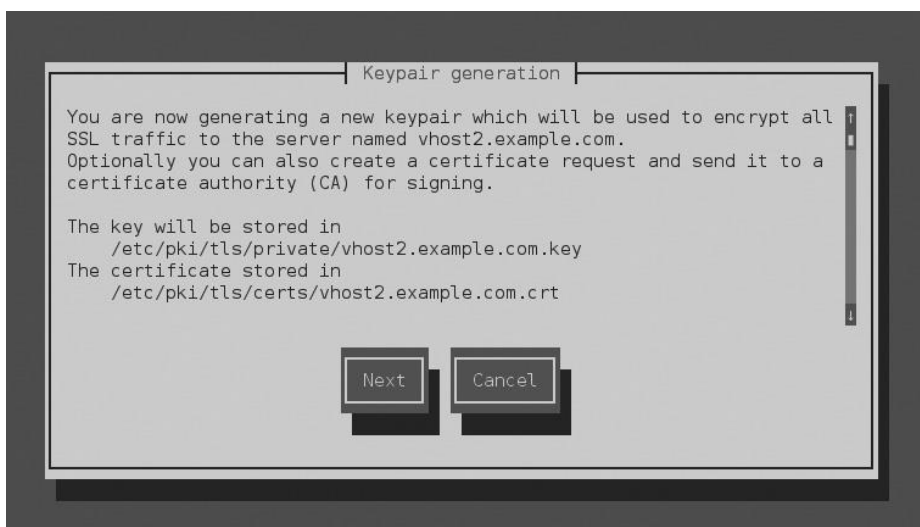 Keypair generation
You are now generating a new keypair which will be used to encrypt all
SSL traffic to the server named vhost2.example.com.
Optionally you can also create a certificate request and send it to a
certificate authority (CA) for signing.
The key will be stored in
/etc/pki/tls/private/vhost2.example.com.key
The certificate stored in
/etc/pki/tls/certs/vhost2.example.com.crt
Next Cancel